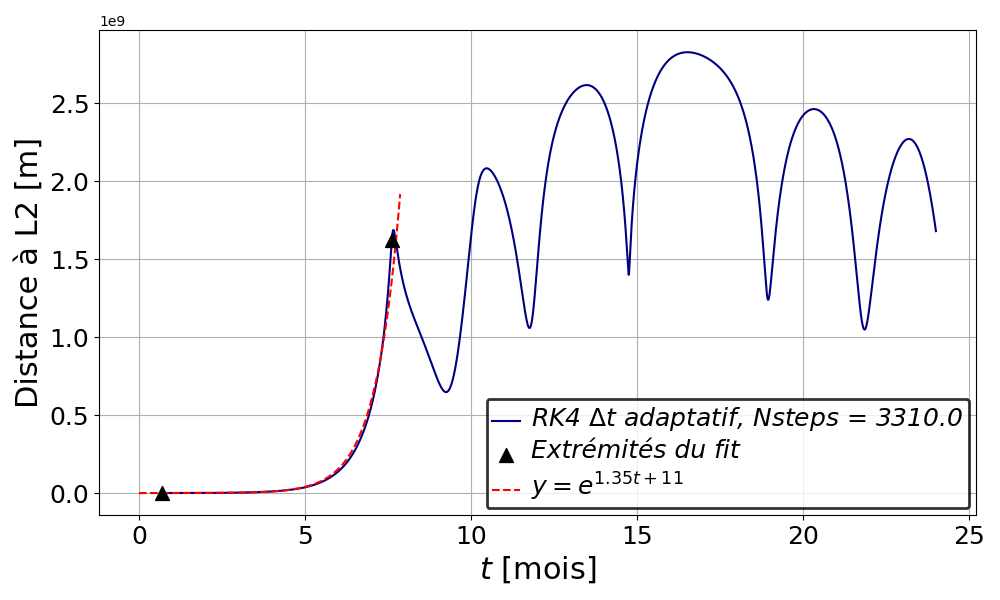 1e9
Distance à L2 [m]
2.5
2.0
1.5
1.0
0.5
0.0
RK4 Δt adaptatif, Nsteps = 3310.0
Extrémités du fit
y = e^{1.35t + 11}
0 5 10 15 20 25
t [mois]